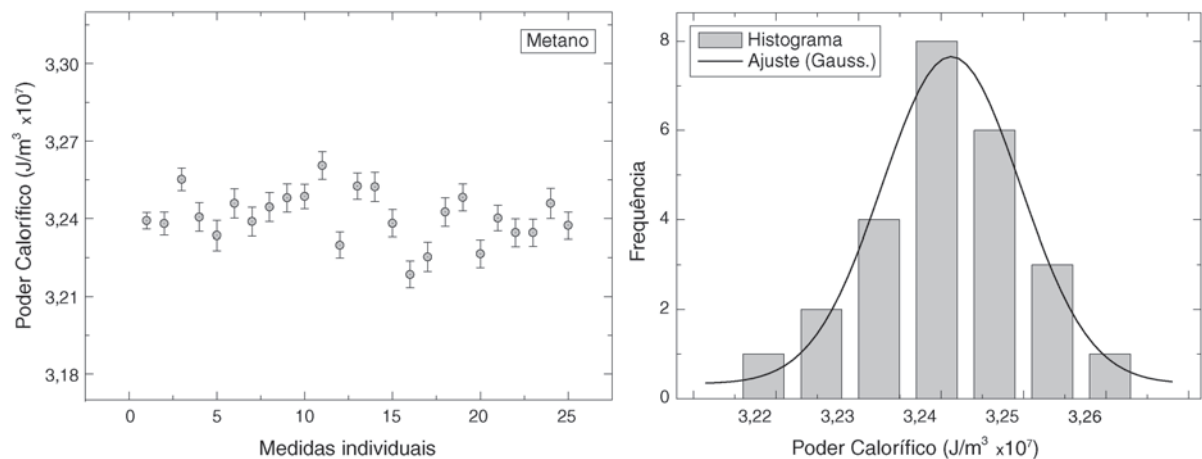 Metano
Poder Calorífico (J/m³ x10⁷)
3,30
3,27
3,24
3,21
3,18
0 5 10 15 20 25
Medidas individuais
Histograma
Ajuste (Gauss.)
Frequência
8
6
4
2
0
3,22 3,23 3,24 3,25 3,26
Poder Calorífico (J/m³ x10⁷)